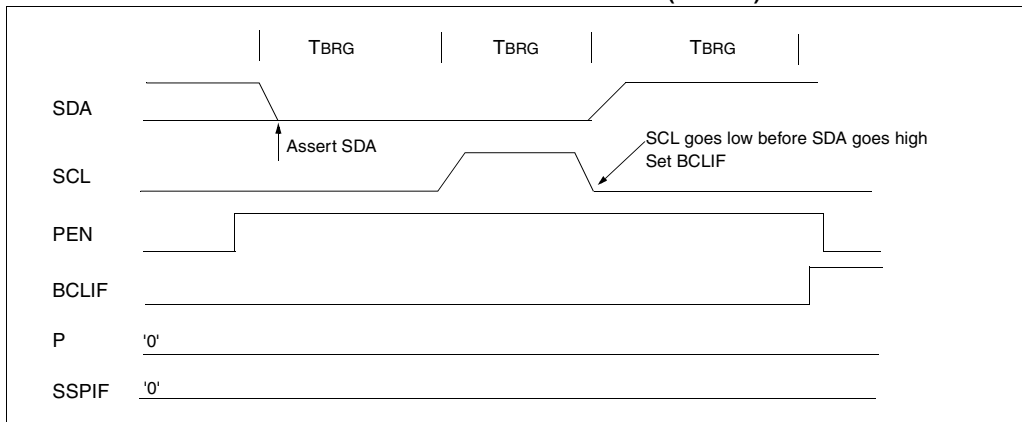 TBRG TBRG TBRG
SDA
Assert SDA
SCL goes low before SDA goes high
Set BCLIF
SCL
PEN
BCLIF
P '0'
SSPIF '0'